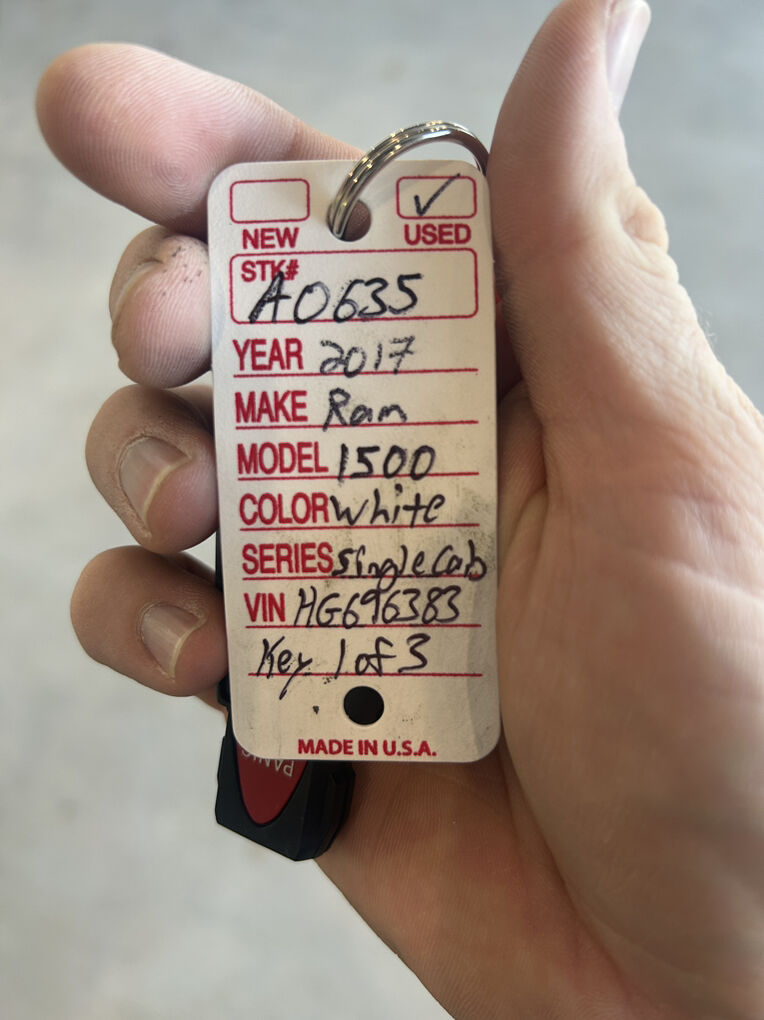 NEW USED
STK# A0635
YEAR 2017
MAKE Ram
MODEL 1500
COLOR White
SERIES Single Cab
VIN HG696383
Key 1 of 3
MADE IN U.S.A.
PANIC